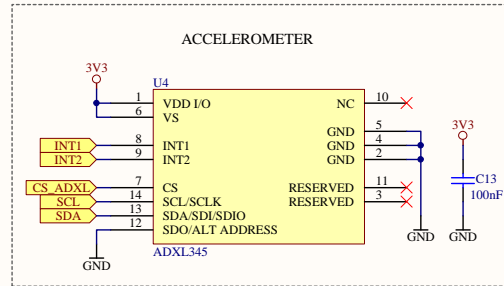 ACCELEROMETER
3V3
U4
1 VDD I/O
6 VS
NC 10
GND 5
GND 4
GND 2
INT1 8 INT1
INT2 9 INT2
3V3
CS_ADXL 7 CS
SCL 14 SCL/SCLK
SDA 13 SDA/SDI/SDIO
12 SDO/ALT ADDRESS
RESERVED 11
RESERVED 3
C13
100nF
GND
ADXL345
GND
GND